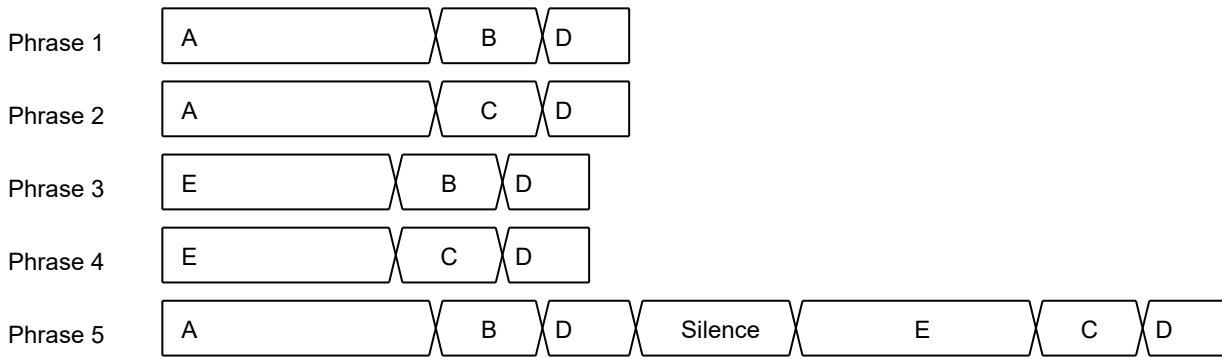 Phrase 1 A B D
Phrase 2 A C D
Phrase 3 E B D
Phrase 4 E C D
Phrase 5 A B D Silence E C D